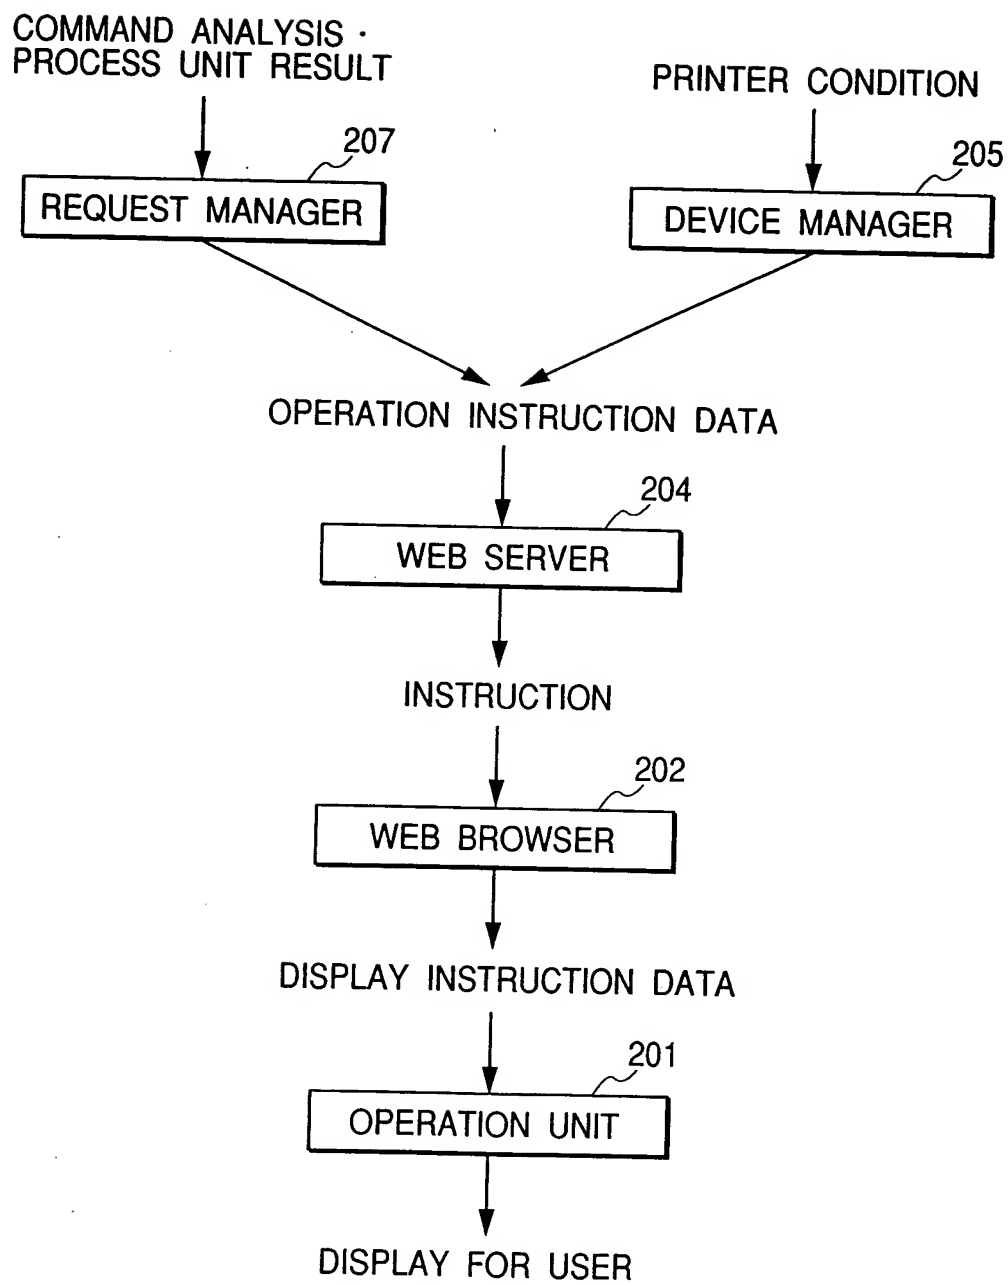 COMMAND ANALYSIS ·
PROCESS UNIT RESULT
PRINTER CONDITION
207
205
REQUEST MANAGER
DEVICE MANAGER
OPERATION INSTRUCTION DATA
204
WEB SERVER
INSTRUCTION
202
WEB BROWSER
DISPLAY INSTRUCTION DATA
201
OPERATION UNIT
DISPLAY FOR USER